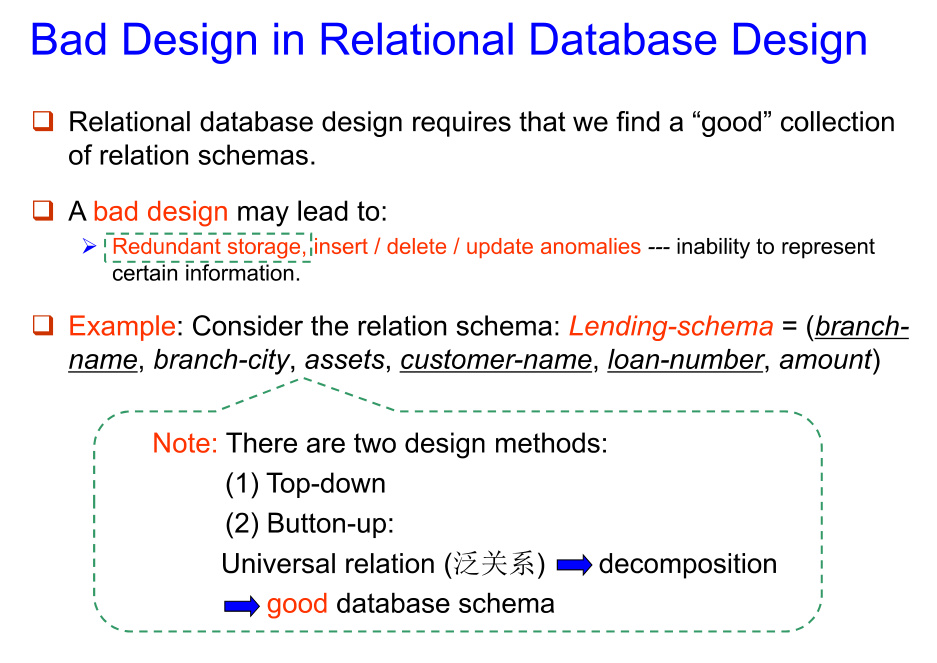 Bad Design in Relational Database Design
Relational database design requires that we find a “good” collection
of relation schemas.
A bad design may lead to:
Redundant storage, insert / delete / update anomalies --- inability to represent
certain information.
Example: Consider the relation schema: Lending-schema = (branch-
name, branch-city, assets, customer-name, loan-number, amount)
Note: There are two design methods:
(1) Top-down
(2) Button-up:
Universal relation (泛关系) decomposition
good database schema